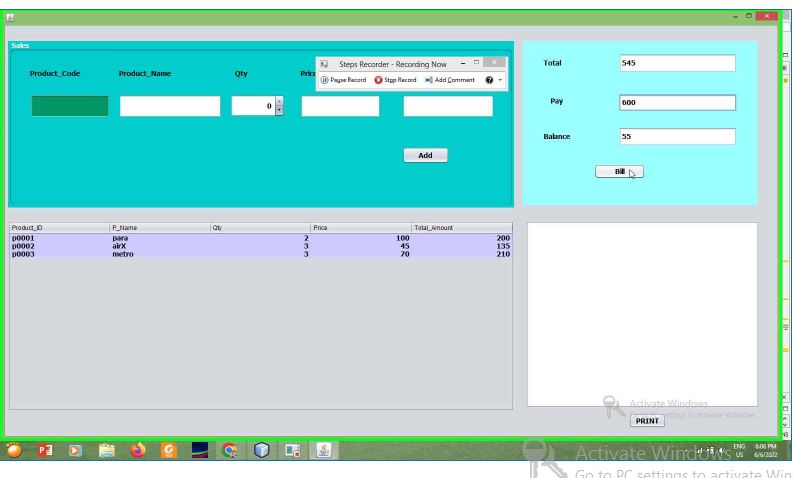 Sales
Steps Recorder - Recording Now
Pause Record Stop Record Add Comment
Product_Code Product_Name Qty Price
0
Add
Total 545
Pay 600
Balance 55
Bill
Product_ID P_Name Qty Price Total_Amount
p0001 para 2 100 200
p0002 airX 3 45 135
p0003 metro 3 70 210
Activate Windows
Go to PC settings to activate Windows.
PRINT
Activate Windows
Go to PC settings to activate Win
ENG 6:06 PM
US 6/6/2022